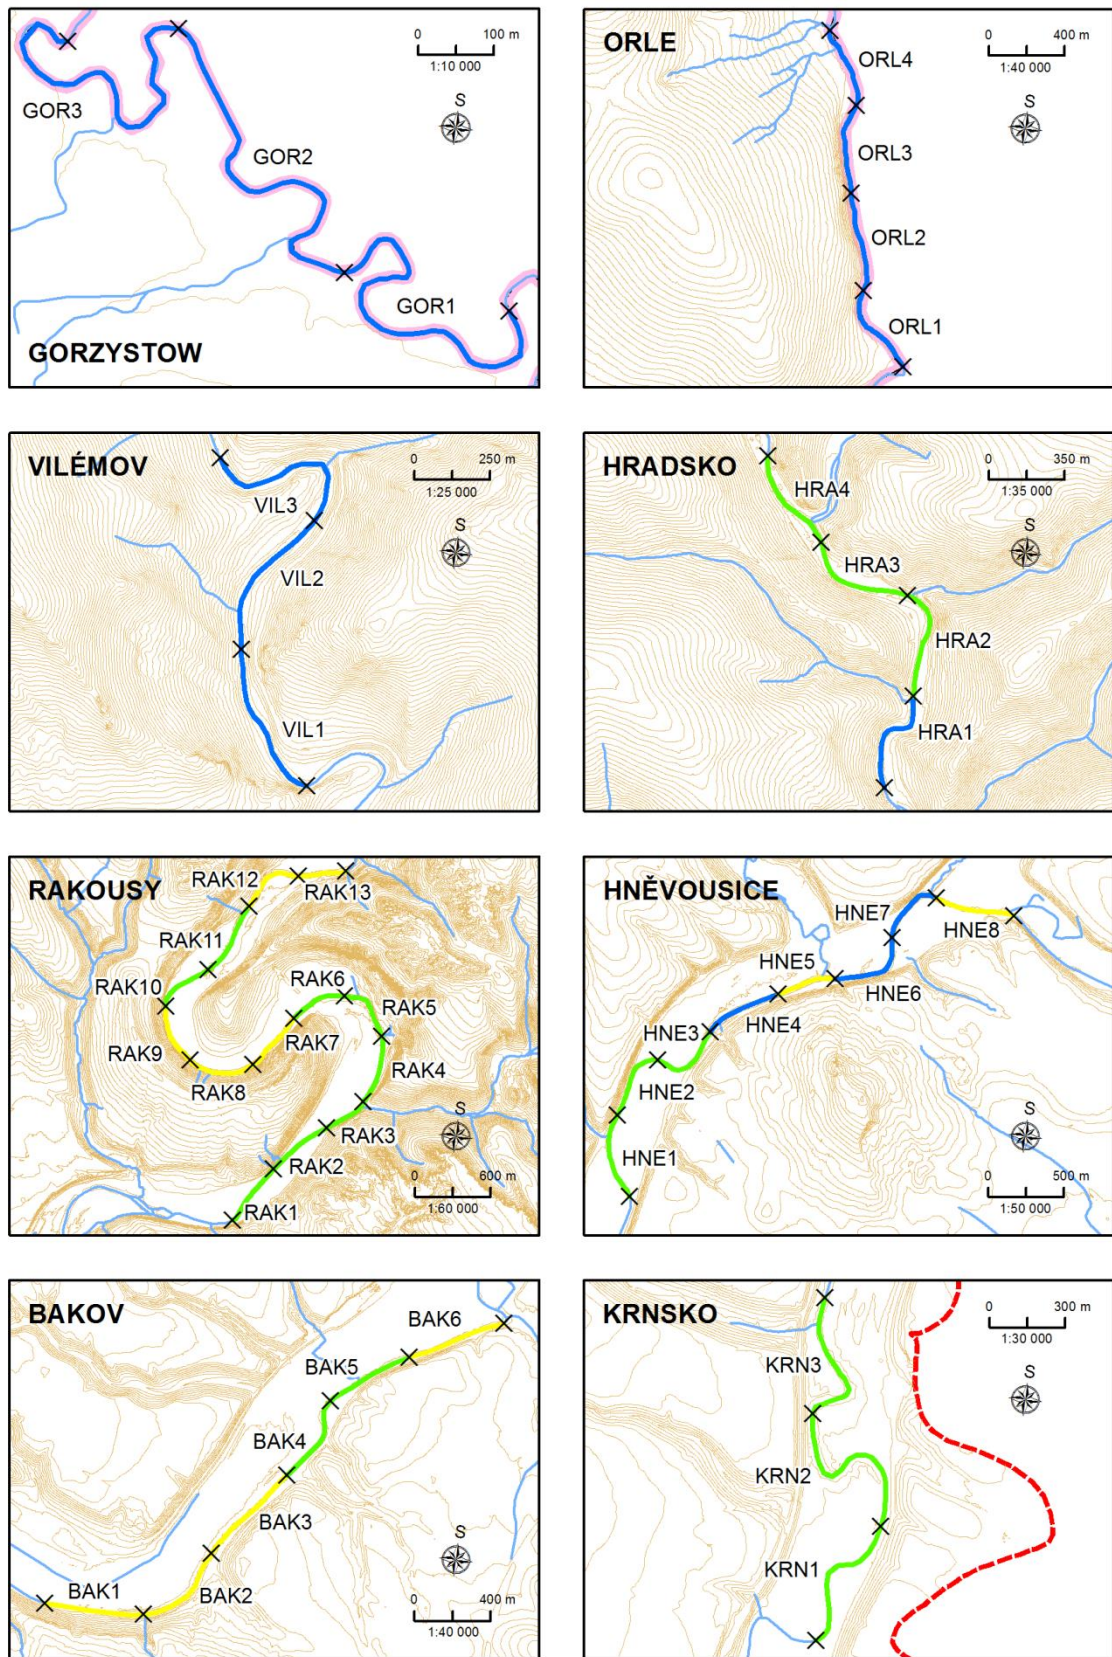 0 100 m
1:10 000
S
GOR3
GOR2
GOR1
GORZYSTOW
ORLE
0 400 m
1:40 000
S
ORL4
ORL3
ORL2
ORL1
VILÉMOV
0 250 m
1:25 000
S
VIL3
VIL2
VIL1
HRADSKO
0 350 m
1:35 000
S
HRA4
HRA3
HRA2
HRA1
RAKOUSY
RAK12
RAK13
RAK11
RAK10
RAK6
RAK5
RAK9
RAK7
RAK8
RAK4
RAK3
RAK2
RAK1
S
0 600 m
1:60 000
HNĚVOUSICE
HNE7
HNE8
HNE5
HNE6
HNE3
HNE4
HNE2
HNE1
S
0 500 m
1:50 000
BAKOV
BAK6
BAK5
BAK4
BAK3
BAK1
BAK2
S
0 400 m
1:40 000
KRNSKO
0 300 m
1:30 000
S
KRN3
KRN2
KRN1